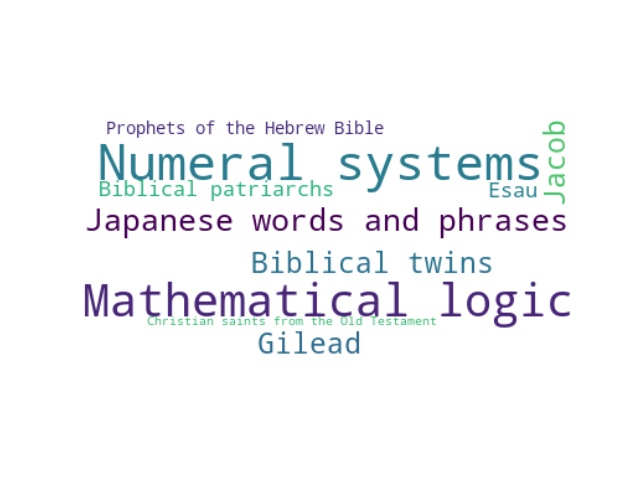 Prophets of the Hebrew Bible
Jacob
Numeral systems
Biblical patriarchs
Esau
Japanese words and phrases
Biblical twins
Mathematical logic
Christian saints from the Old Testament
Gilead